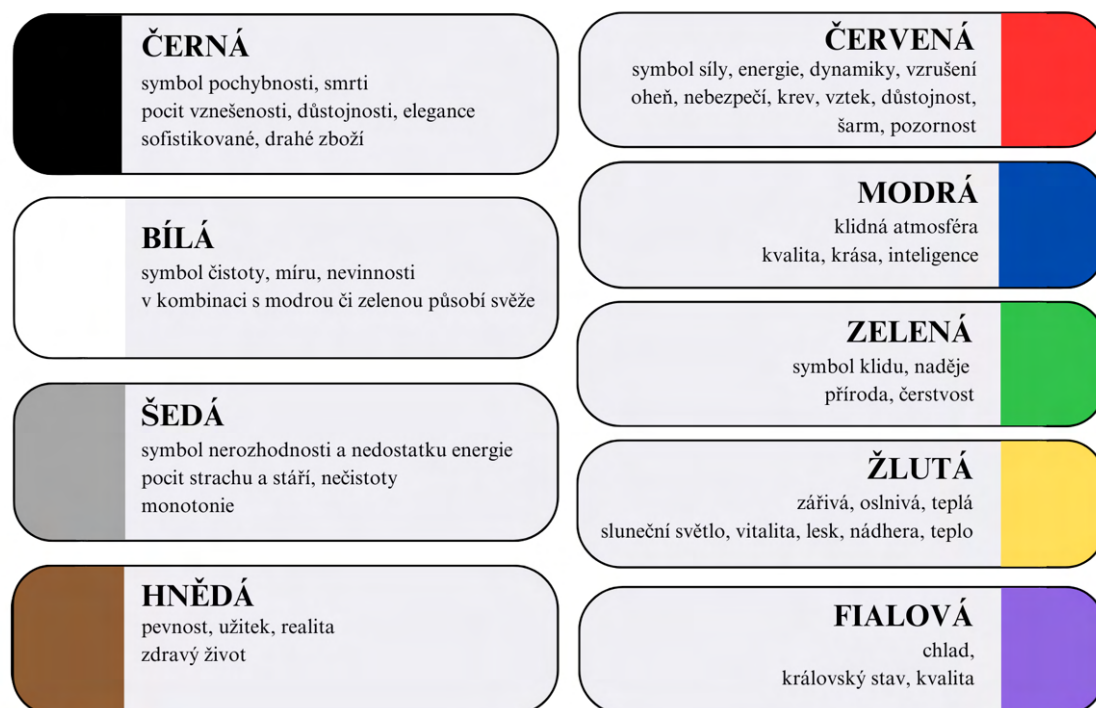 ČERNÁ
symbol pochybnosti, smrti
pocit vznešenosti, důstojnosti, elegance
sofistikované, drahé zboží
BÍLÁ
symbol čistoty, míru, nevinnosti
v kombinaci s modrou či zelenou působí svěže
ŠEDÁ
symbol nerozhodnosti a nedostatku energie
pocit strachu a stáří, nečistoty
monotonie
HNĚDÁ
pevnost, užitek, realita
zdravý život
ČERVENÁ
symbol síly, energie, dynamiky, vzrušení
oheň, nebezpečí, krev, vztek, důstojnost,
šarm, pozornost
MODRÁ
klidná atmosféra
kvalita, krása, inteligence
ZELENÁ
symbol klidu, naděje
příroda, čerstvost
ŽLUTÁ
zářivá, oslnivá, teplá
sluneční světlo, vitalita, lesk, nádhera, teplo
FIALOVÁ
chlad,
královský stav, kvalita